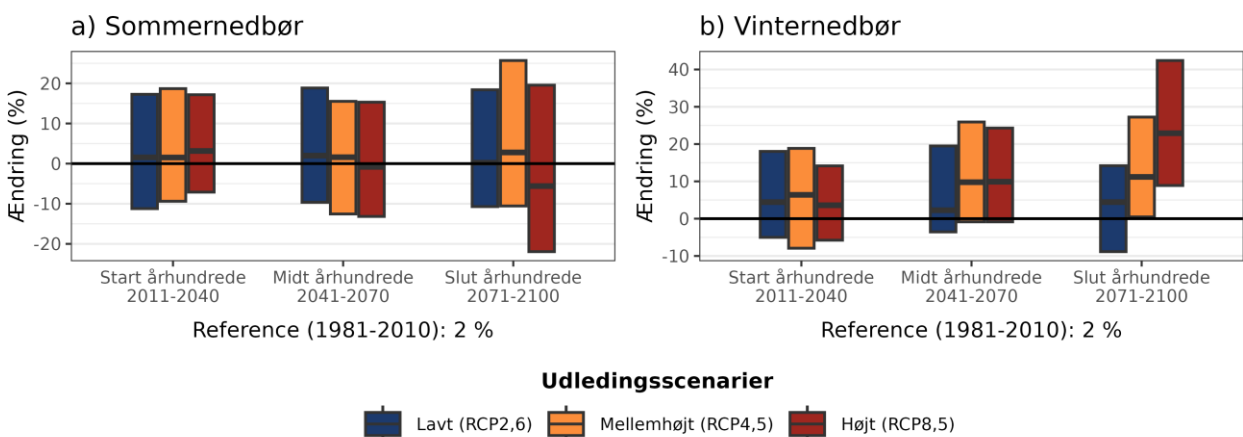 a) Sommernedbør
Ændring (%)
20
10
0
-10
-20
Start århundrede
2011-2040
Midt århundrede
2041-2070
Slut århundrede
2071-2100
Reference (1981-2010): 2 %
b) Vinternedbør
Ændring (%)
40
30
20
10
0
-10
Start århundrede
2011-2040
Midt århundrede
2041-2070
Slut århundrede
2071-2100
Reference (1981-2010): 2 %
Udledingsscenarier
Lavt (RCP2,6)
Mellemhøjt (RCP4,5)
Højt (RCP8,5)